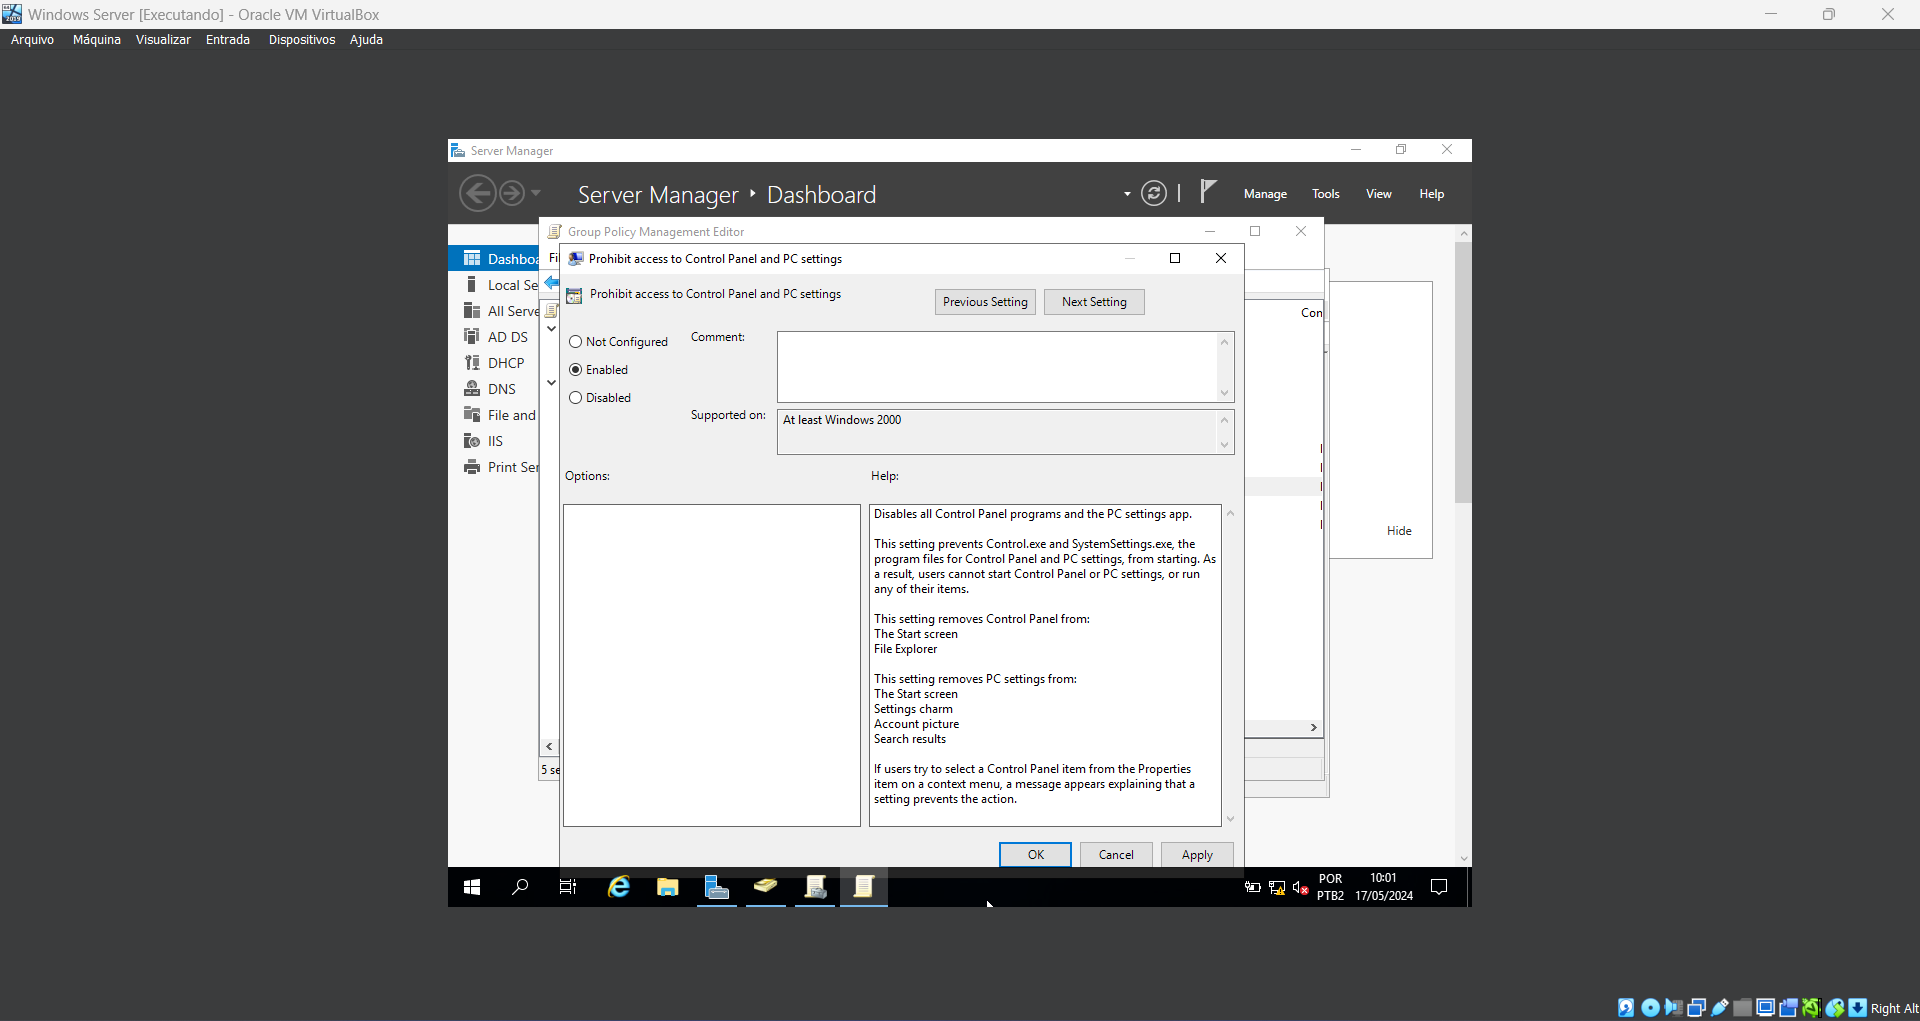 Windows Server [Executando] - Oracle VM VirtualBox
Arquivo Máquina Visualizar Entrada Dispositivos Ajuda
Server Manager
Server Manager Dashboard
Manage Tools View Help
Group Policy Management Editor
Dashboa
Fi
Prohibit access to Control Panel and PC settings
Local Se
Prohibit access to Control Panel and PC settings
Previous Setting Next Setting
All Serve
Con
AD DS
Not Configured
Comment:
DHCP
Enabled
DNS
Disabled
File and
Supported on:
At least Windows 2000
IIS
Print Ser
Options:
Help:
Disables all Control Panel programs and the PC settings app.
Hide
This setting prevents Control.exe and SystemSettings.exe, the
program files for Control Panel and PC settings, from starting. As
a result, users cannot start Control Panel or PC settings, or run
any of their items.
This setting removes Control Panel from:
The Start screen
File Explorer
This setting removes PC settings from:
The Start screen
Settings charm
Account picture
Search results
If users try to select a Control Panel item from the Properties
item on a context menu, a message appears explaining that a
setting prevents the action.
5 se
OK Cancel Apply
POR
PTB2
10:01
17/05/2024
Right Alt